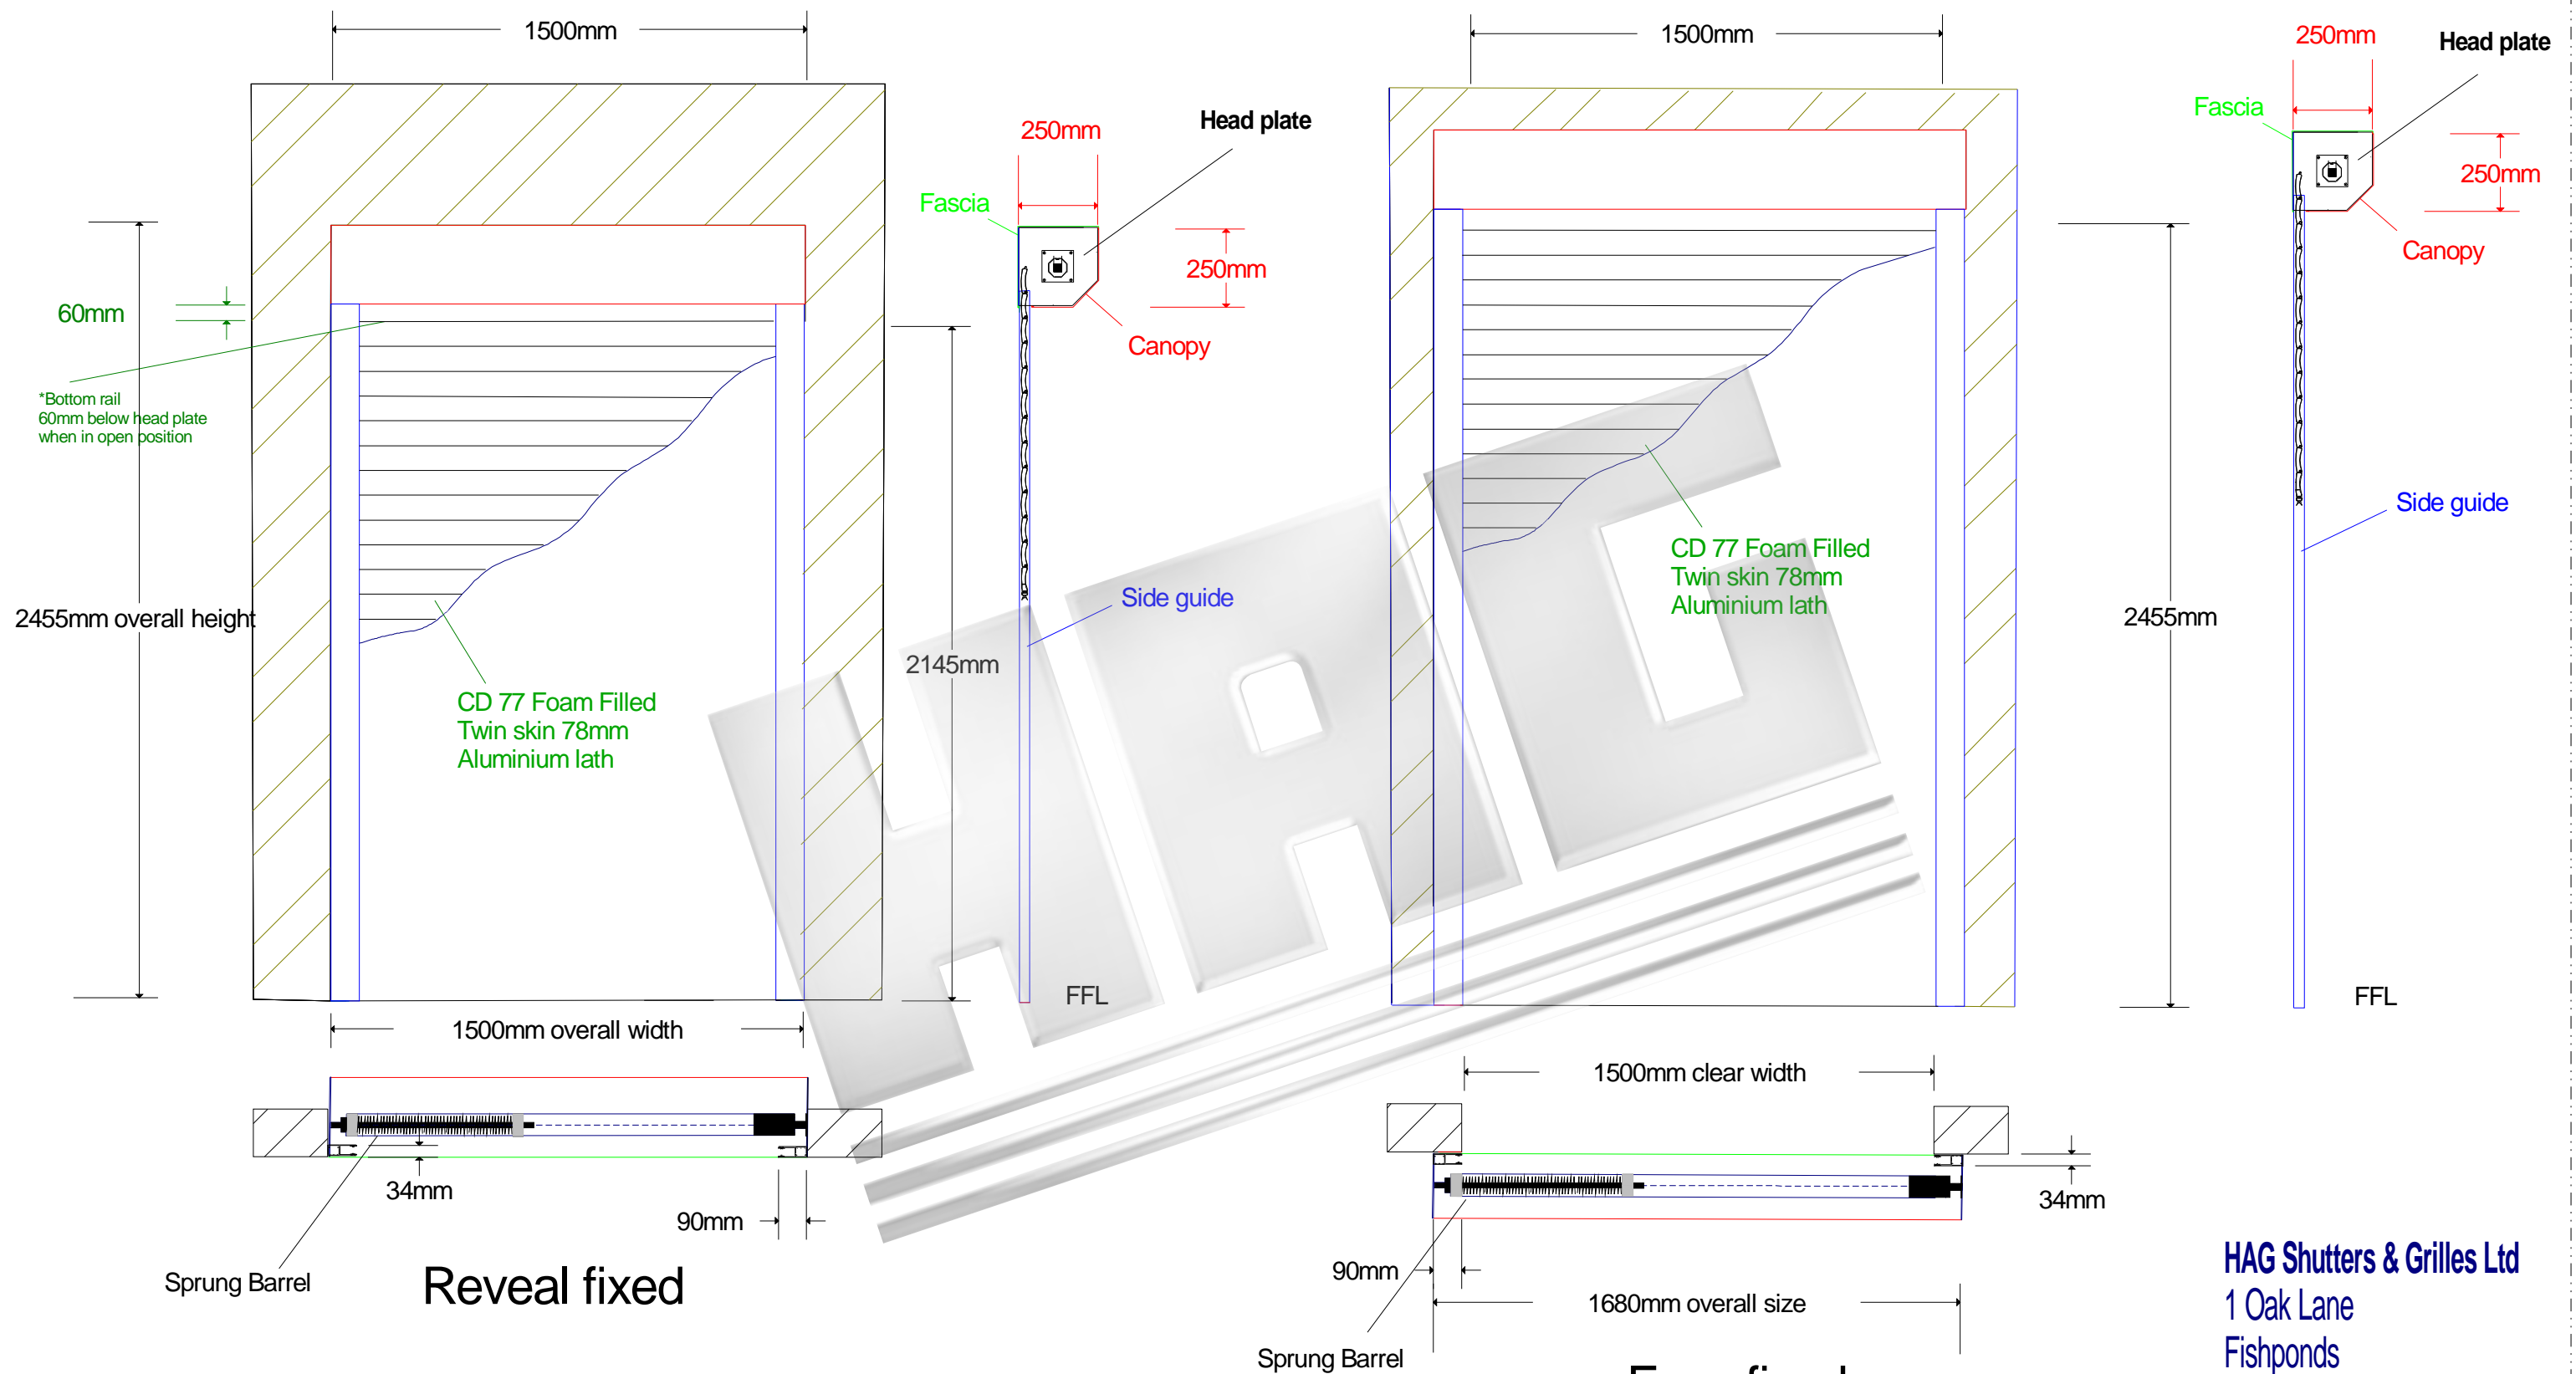 1500mm
1500mm
250mm
Head plate
250mm
Head plate
Fascia
Fascia
250mm
250mm
Canopy
Canopy
60mm
*Bottom rail
60mm below head plate
when in open position
Side guide
CD 77 Foam Filled
Twin skin 78mm
Aluminium lath
Side guide
2455mm overall height
2455mm
2145mm
CD 77 Foam Filled
Twin skin 78mm
Aluminium lath
HAG
FFL
FFL
1500mm overall width
1500mm clear width
34mm
34mm
90mm
90mm
Sprung Barrel
Reveal fixed
1680mm overall size
Sprung Barrel
HAG Shutters & Grilles Ltd
1 Oak Lane
Fishponds